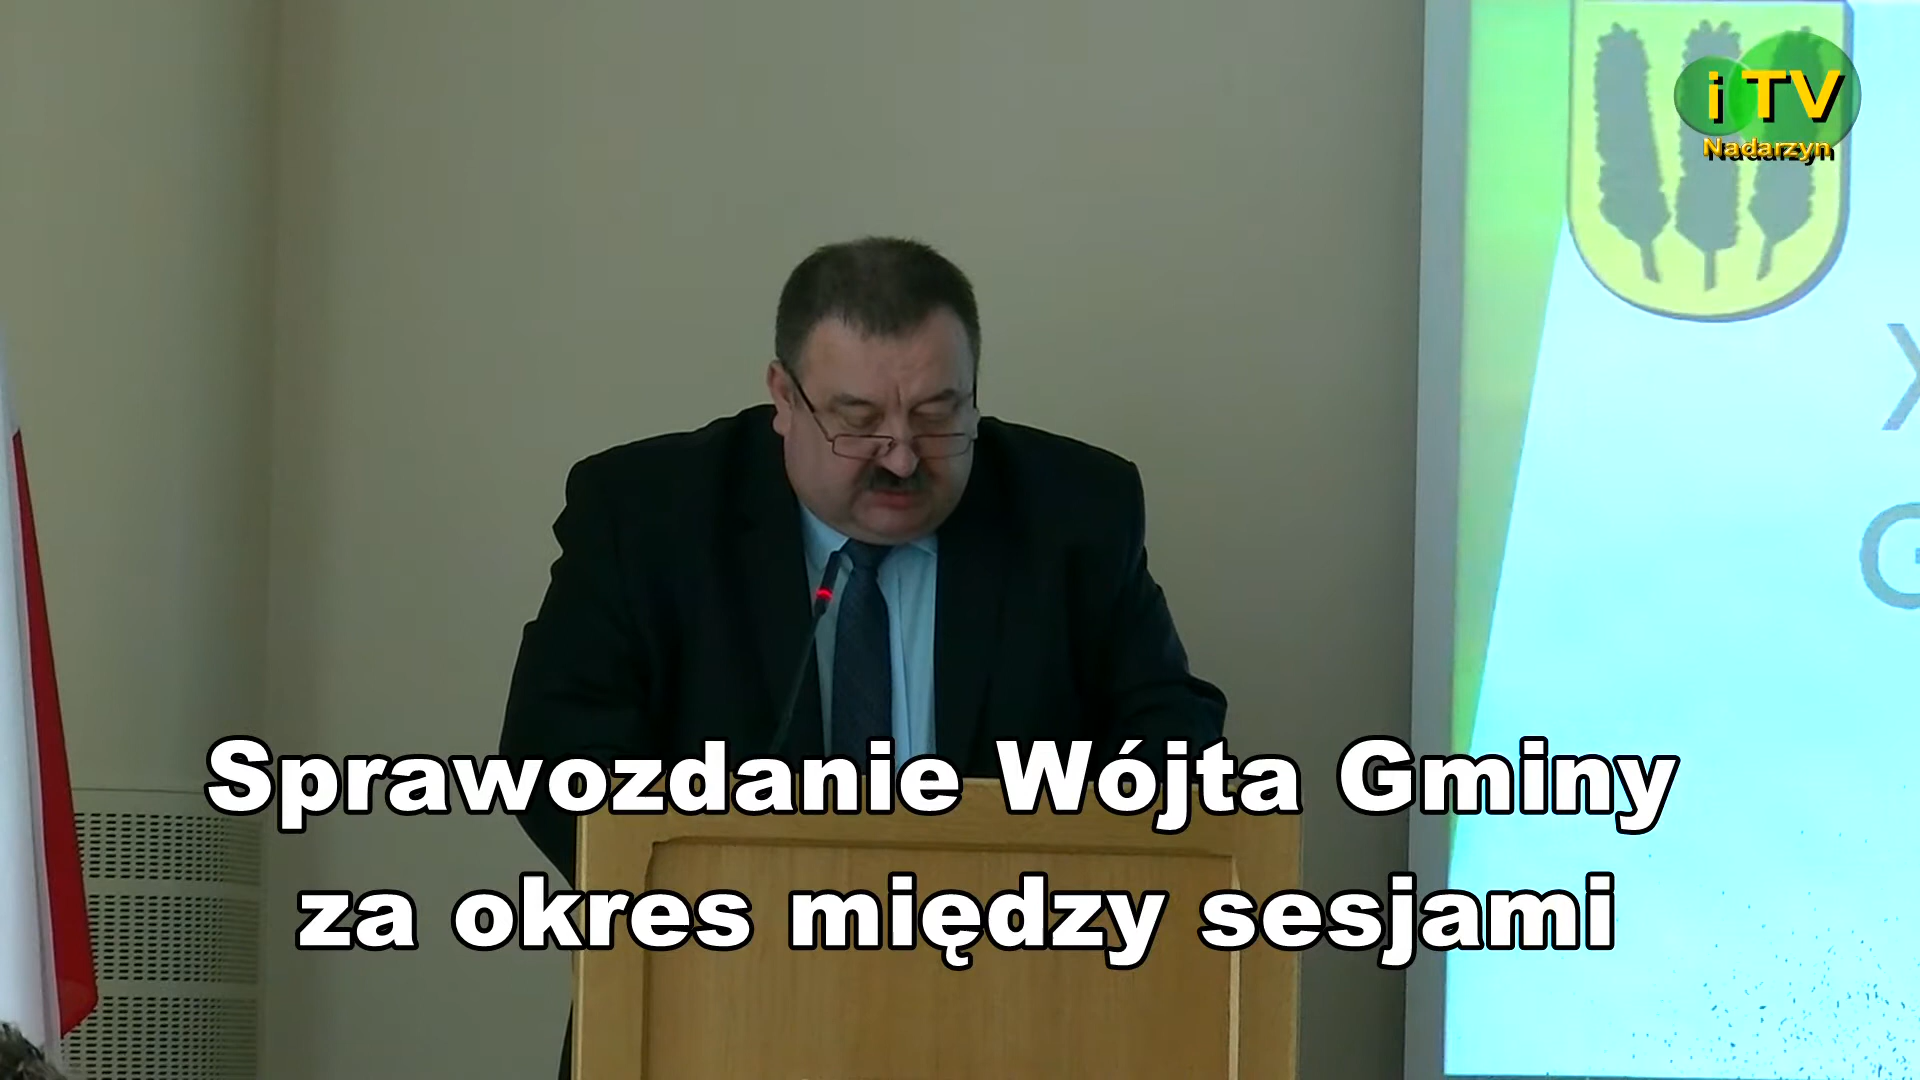 i TV
Nadarzyn
X
G
Sprawozdanie Wójta Gminy
za okres między sesjami